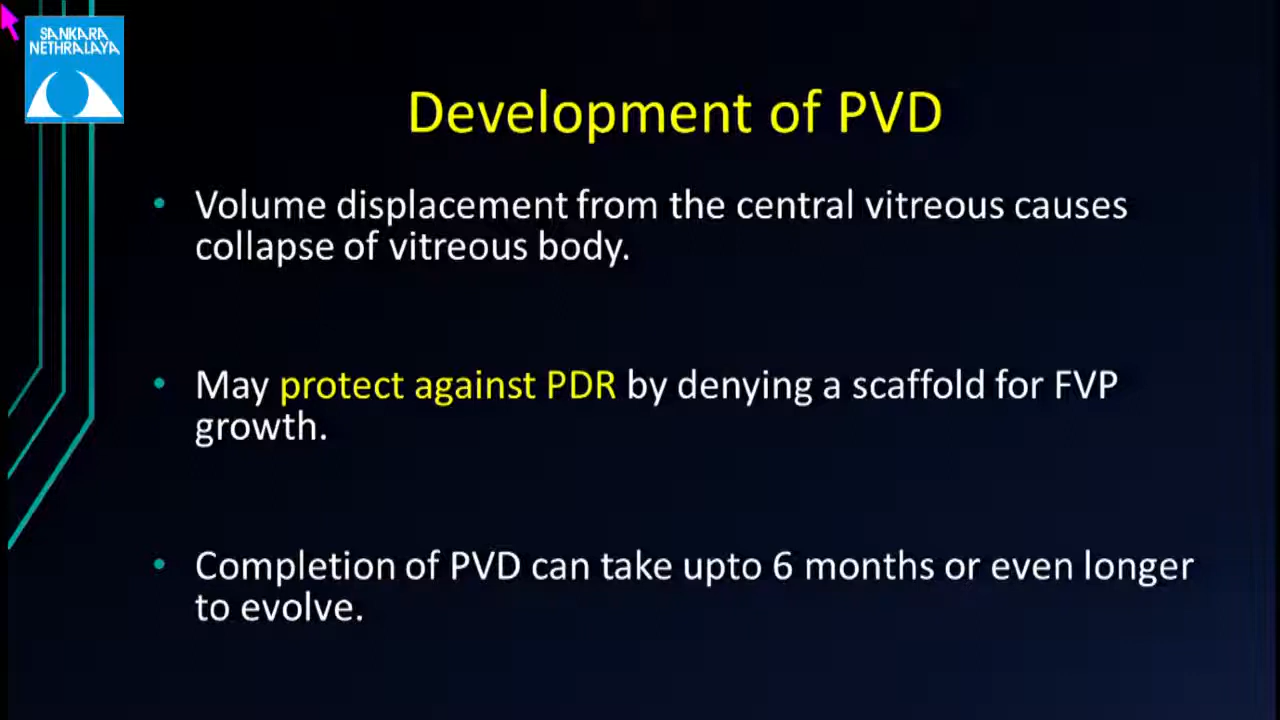 SANKARA
NETHRALAYA
Development of PVD
• Volume displacement from the central vitreous causes
collapse of vitreous body.
• May protect against PDR by denying a scaffold for FVP
growth.
• Completion of PVD can take upto 6 months or even longer
to evolve.